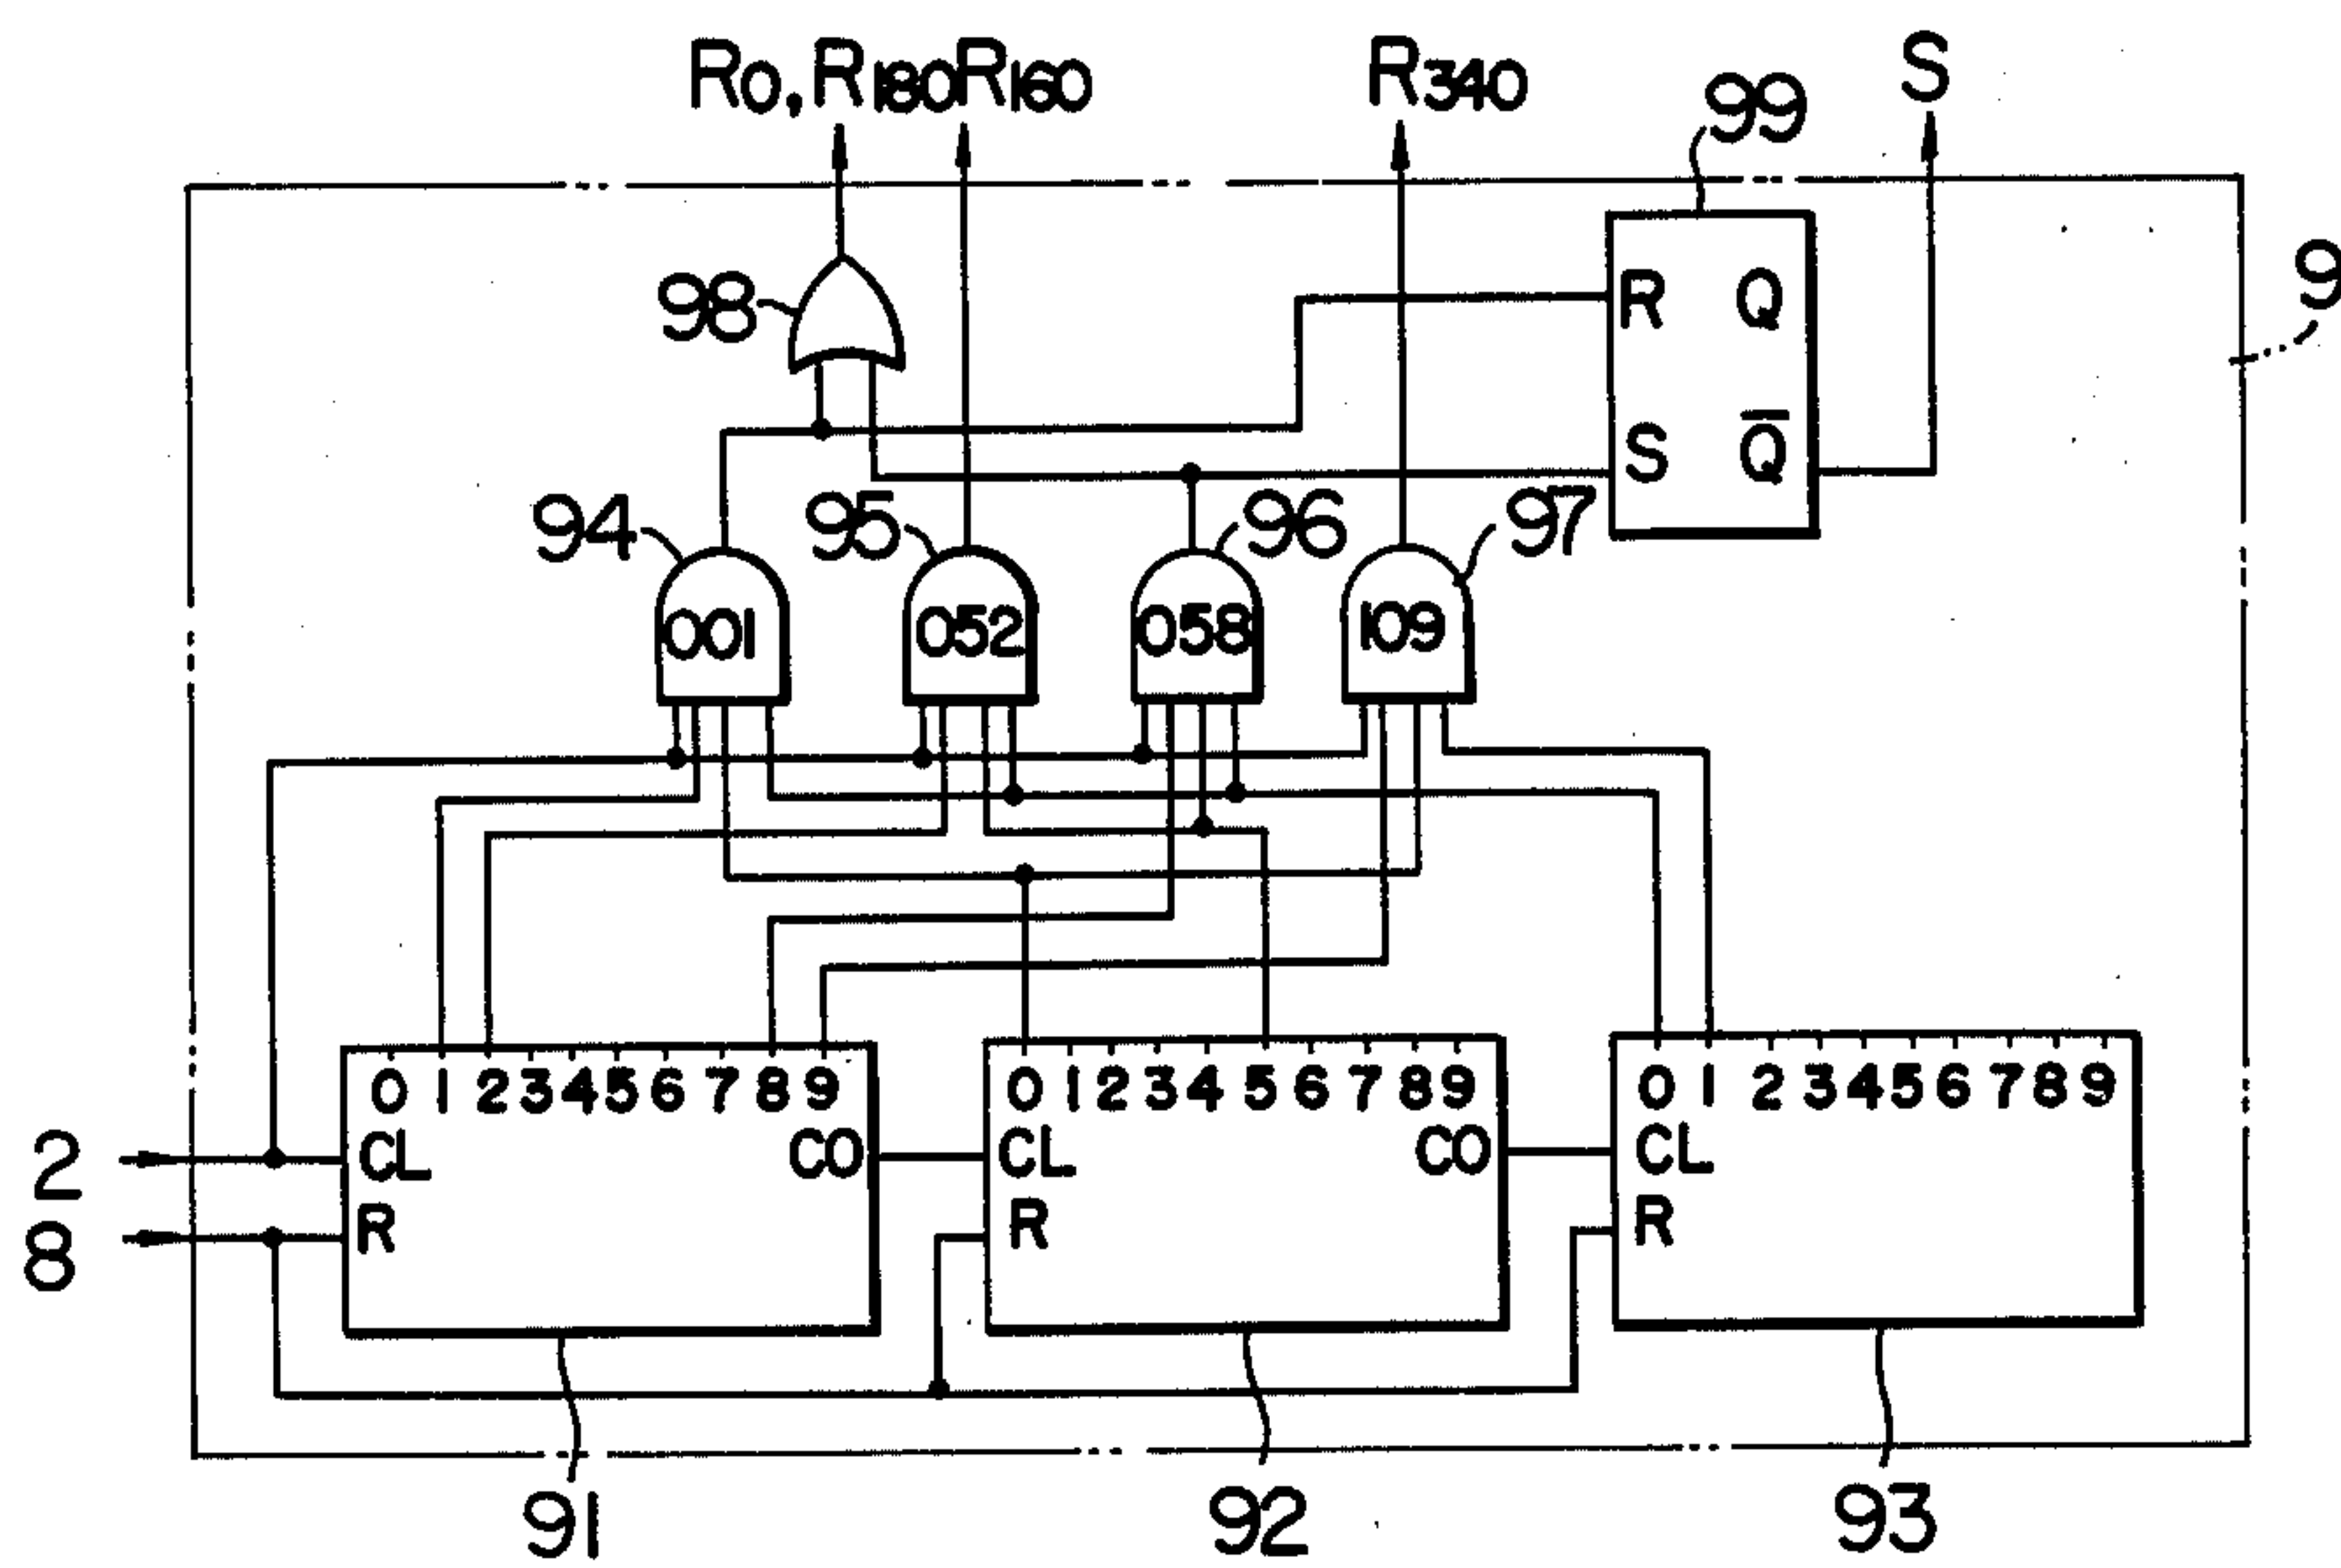 R0, R180 R160 R340 S
99
9
98
R Q
S Q̅
94 95 96 97
001 052 058 109
0 1 2 3 4 5 6 7 8 9 0 1 2 3 4 5 6 7 8 9 0 1 2 3 4 5 6 7 8 9
2 CL CO CL CO CL
8 R R R
91 92 93